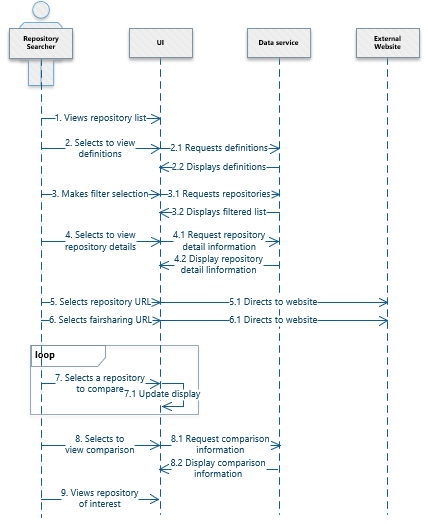 Repository
Searcher
UI
Data service
External
Website
1. Views repository list
2. Selects to view
definitions
2.1 Requests definitions
2.2 Displays definitions
3. Makes filter selection
3.1 Requests repositories
3.2 Displays filtered list
4. Selects to view
repository details
4.1 Request repository
detail information
4.2 Display repository
detail Iinformation
5. Selects repository URL
5.1 Directs to website
6. Selects fairsharing URL
6.1 Directs to website
loop
7. Selects a repository
to compare
7.1 Update display
8. Selects to
view comparison
8.1 Request comparison
information
8.2 Display comparison
information
9. Views repository
of interest